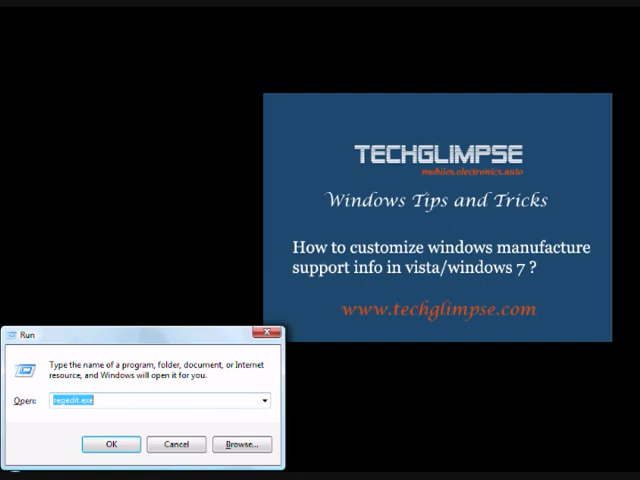 TECHGLIMPSE
mobiles.electronics.auto
Windows Tips and Tricks
How to customize windows manufacture
support info in vista/windows 7 ?
www.techglimpse.com
Run
Type the name of a program, folder, document, or Internet
resource, and Windows will open it for you.
Open: regedit.exe
OK Cancel Browse...